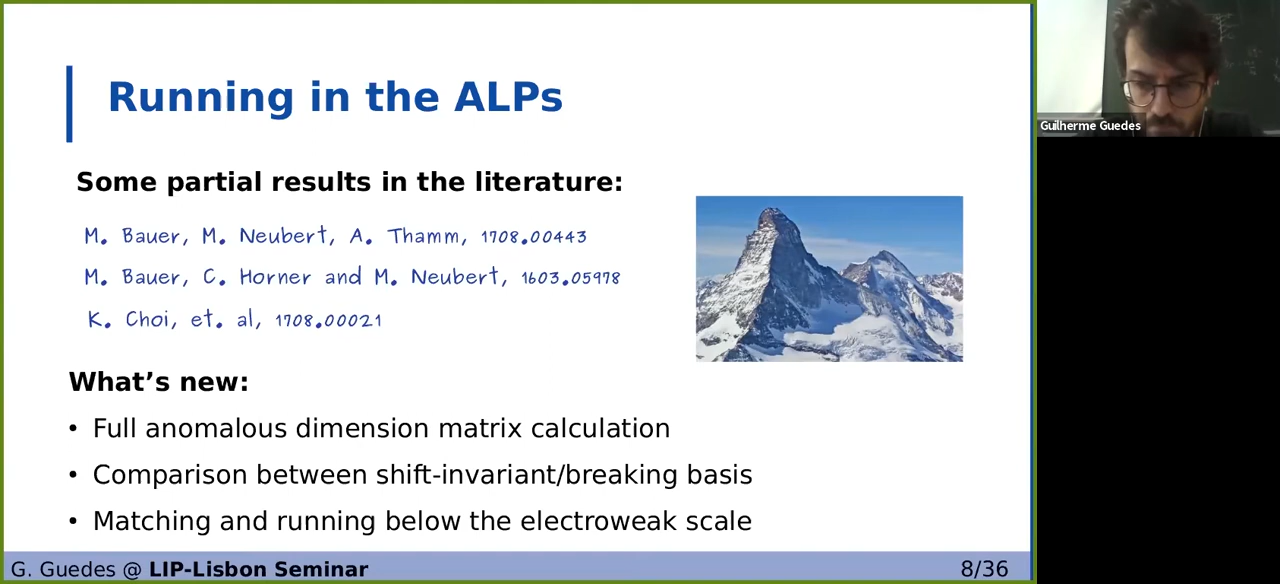 Running in the ALPs
Some partial results in the literature:
M. Bauer, M. Neubert, A. Thamm, 1708.00443
M. Bauer, C. Horner and M. Neubert, 1603.05978
K. Choi, et. al, 1708.00021
What's new:
• Full anomalous dimension matrix calculation
• Comparison between shift-invariant/breaking basis
• Matching and running below the electroweak scale
G. Guedes @ LIP-Lisbon Seminar 8/36
Guilherme Guedes